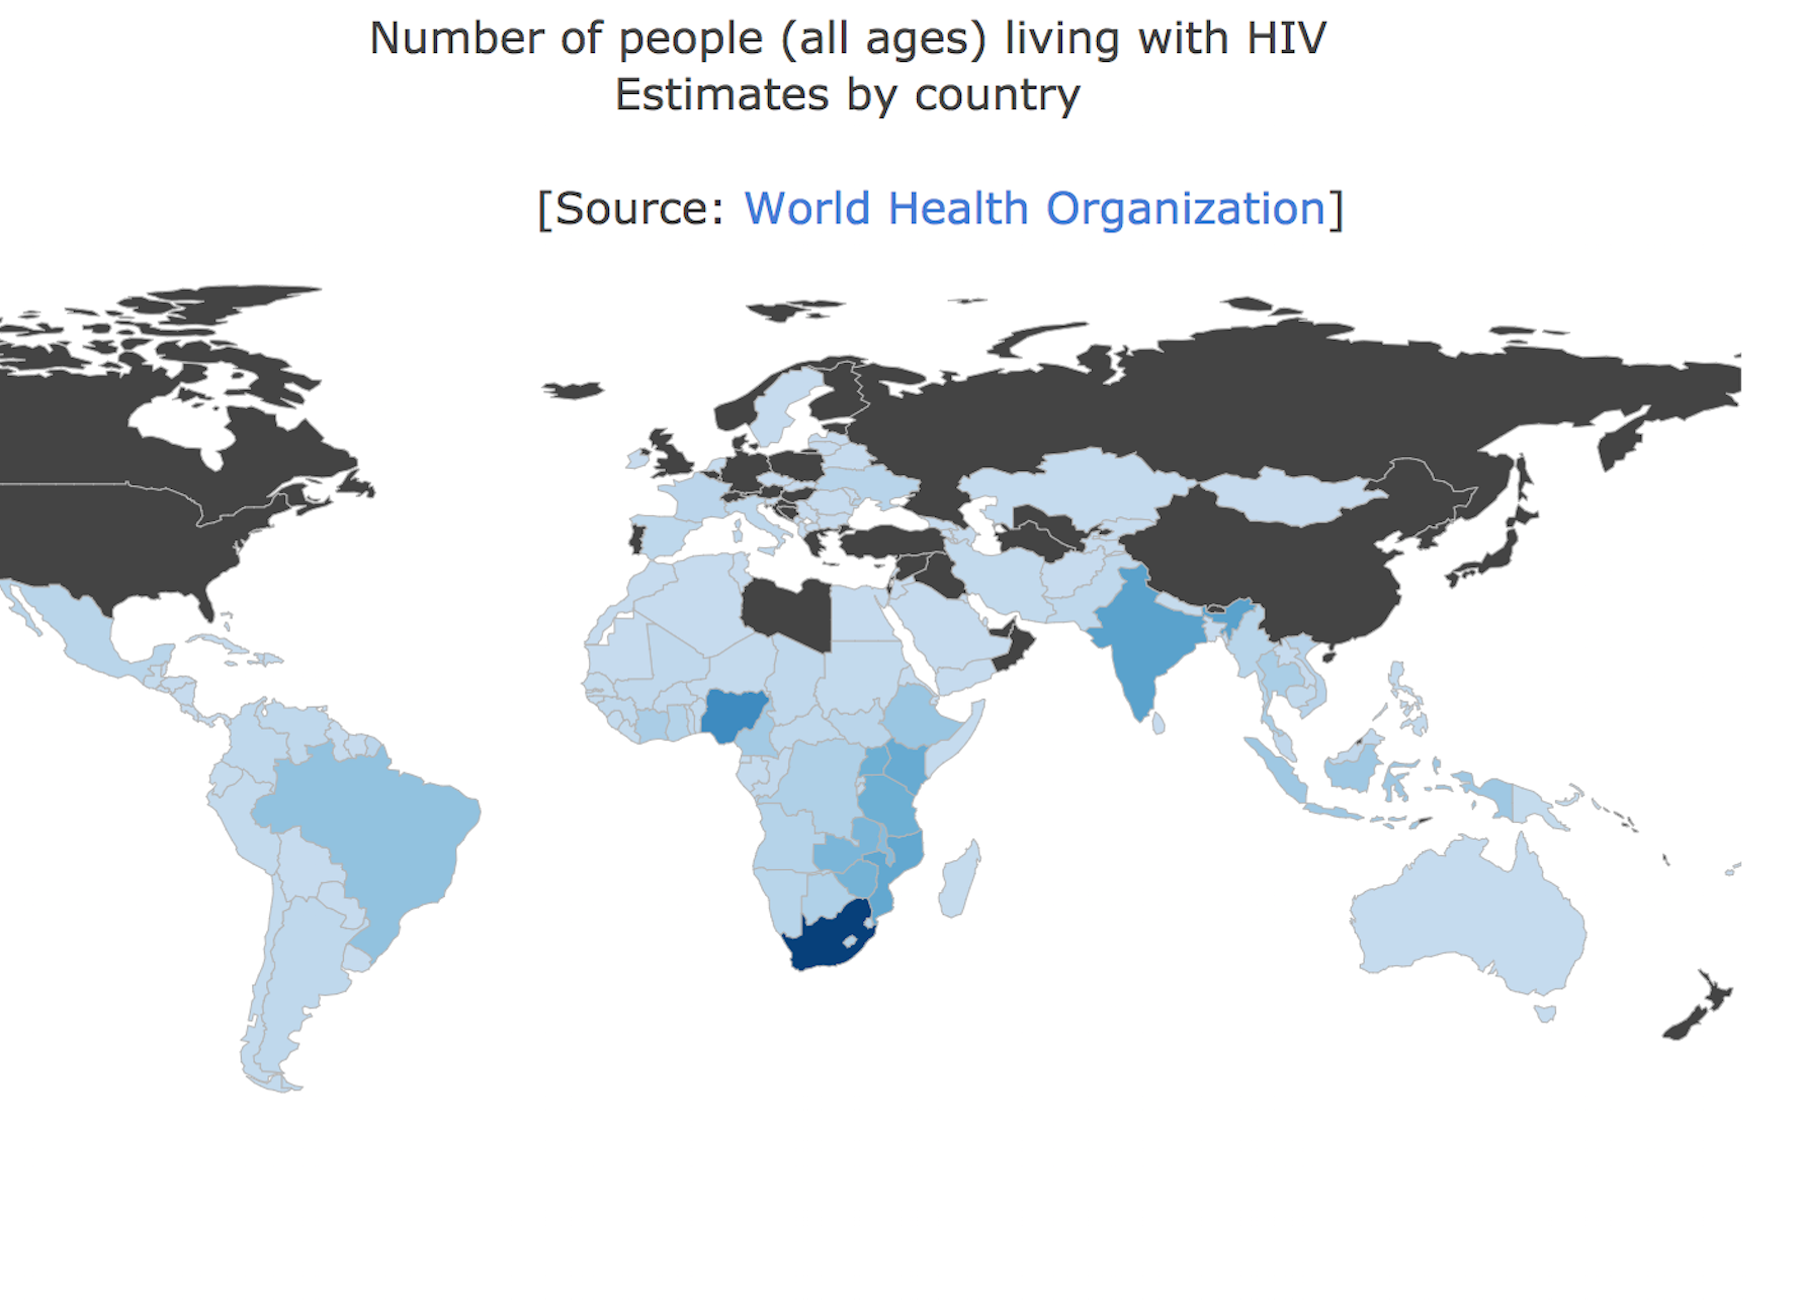 Number of people (all ages) living with HIV
Estimates by country
[Source: World Health Organization]